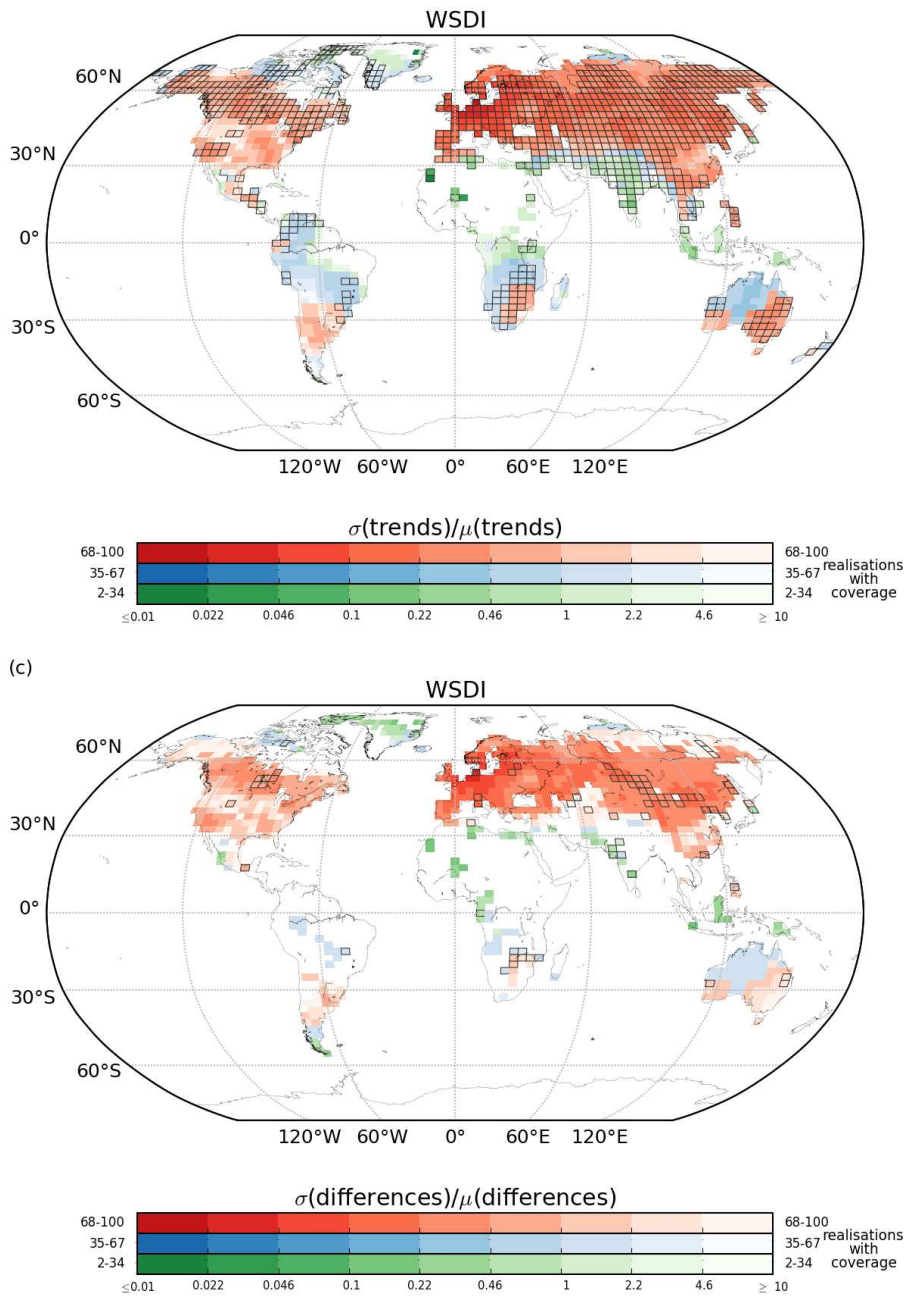 WSDI
60°N
30°N
0°
30°S
60°S
120°W 60°W 0° 60°E 120°E
σ(trends)/μ(trends)
68-100 68-100
35-67 35-67 realisations
with
2-34 2-34 coverage
≤0.01 0.022 0.046 0.1 0.22 0.46 1 2.2 4.6 ≥ 10
(c)
WSDI
60°N
30°N
0°
30°S
60°S
120°W 60°W 0° 60°E 120°E
σ(differences)/μ(differences)
68-100 68-100
35-67 35-67 realisations
with
2-34 2-34 coverage
≤0.01 0.022 0.046 0.1 0.22 0.46 1 2.2 4.6 ≥ 10